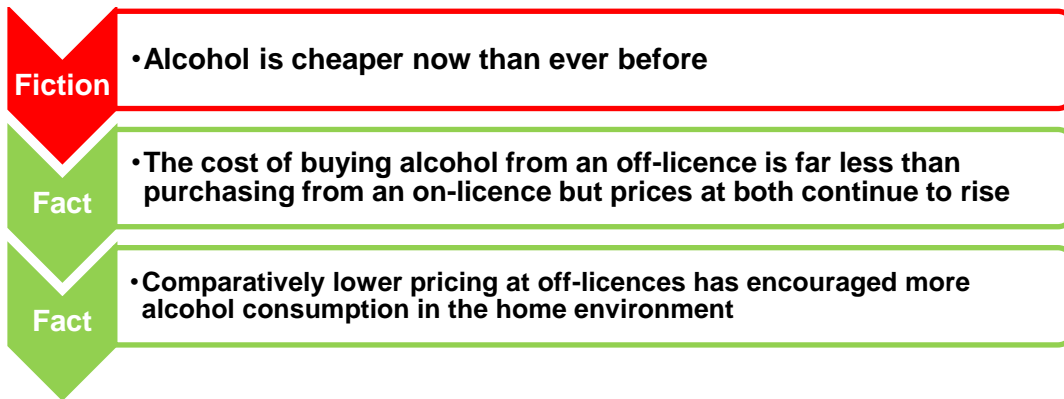 Fiction
•Alcohol is cheaper now than ever before
Fact
•The cost of buying alcohol from an off-licence is far less than
purchasing from an on-licence but prices at both continue to rise
Fact
•Comparatively lower pricing at off-licences has encouraged more
alcohol consumption in the home environment